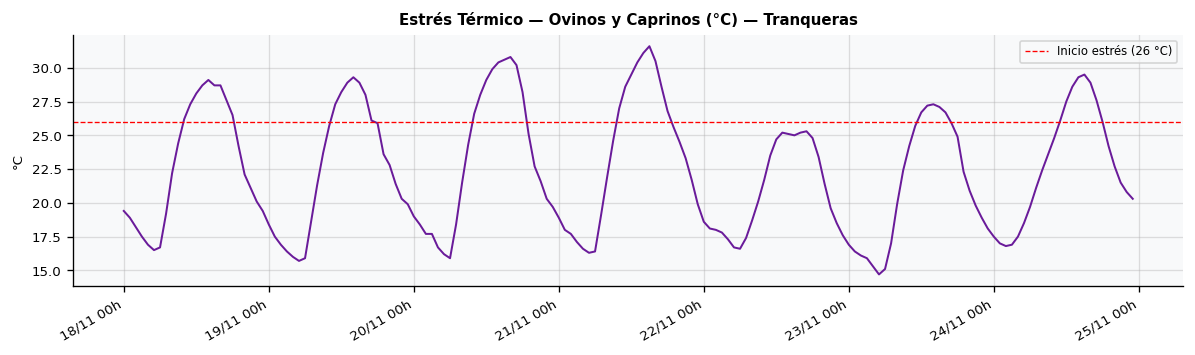 Estrés Térmico — Ovinos y Caprinos (°C) — Tranqueras
Inicio estrés (26 °C)
°C
30.0
27.5
25.0
22.5
20.0
17.5
15.0
18/11 00h
19/11 00h
20/11 00h
21/11 00h
22/11 00h
23/11 00h
24/11 00h
25/11 00h